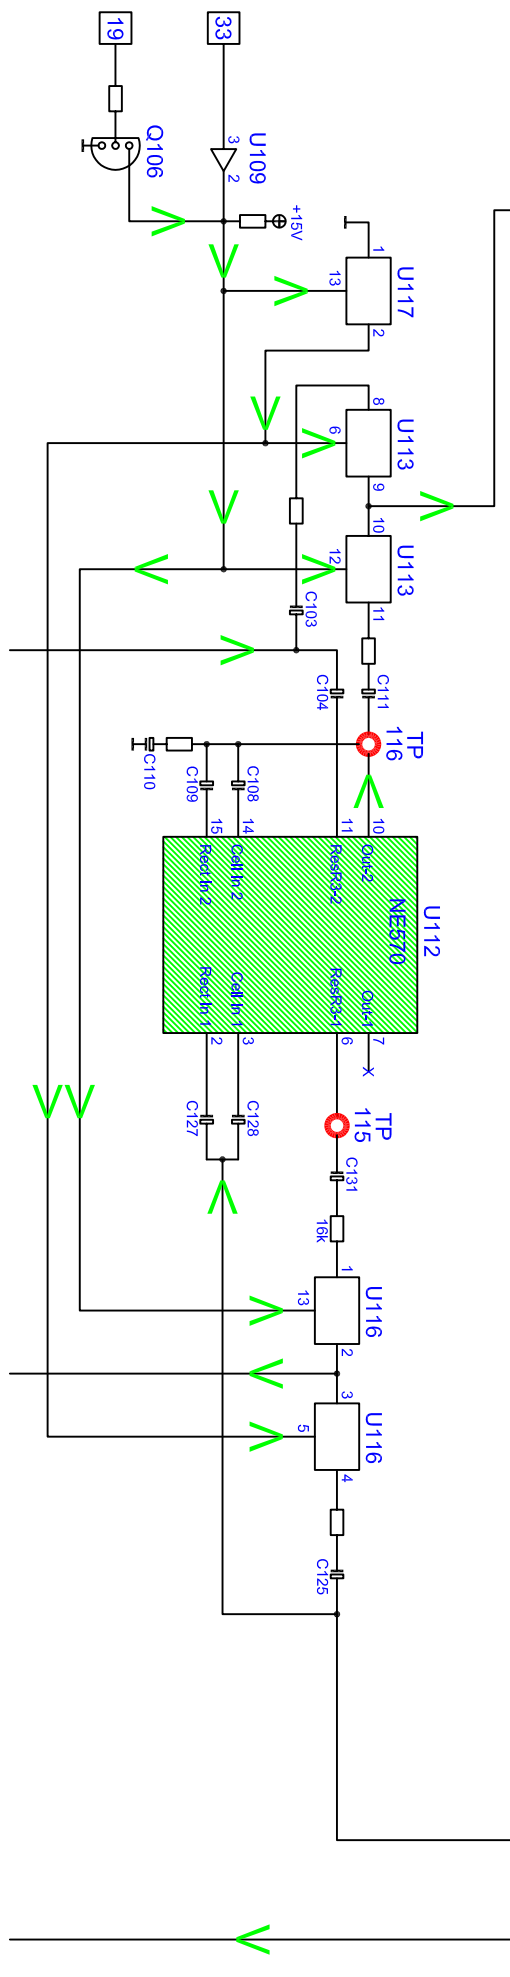 19
33
Q106
3
U109
2
+15V
1
13
U117
2
8
6
U113
9
10
12
U113
11
C103
C104
C111
TP
116
C110
C109
C108
15
14
11
10
Rect In 2
Cell In 2
ResR3-2
Out-2
NE570
U112
Rect In 1
Cell In 1
ResR3-1
Out-1
2
3
6
7
X
C127
C128
TP
115
C131
16k
1
13
U116
2
3
5
U116
4
C125